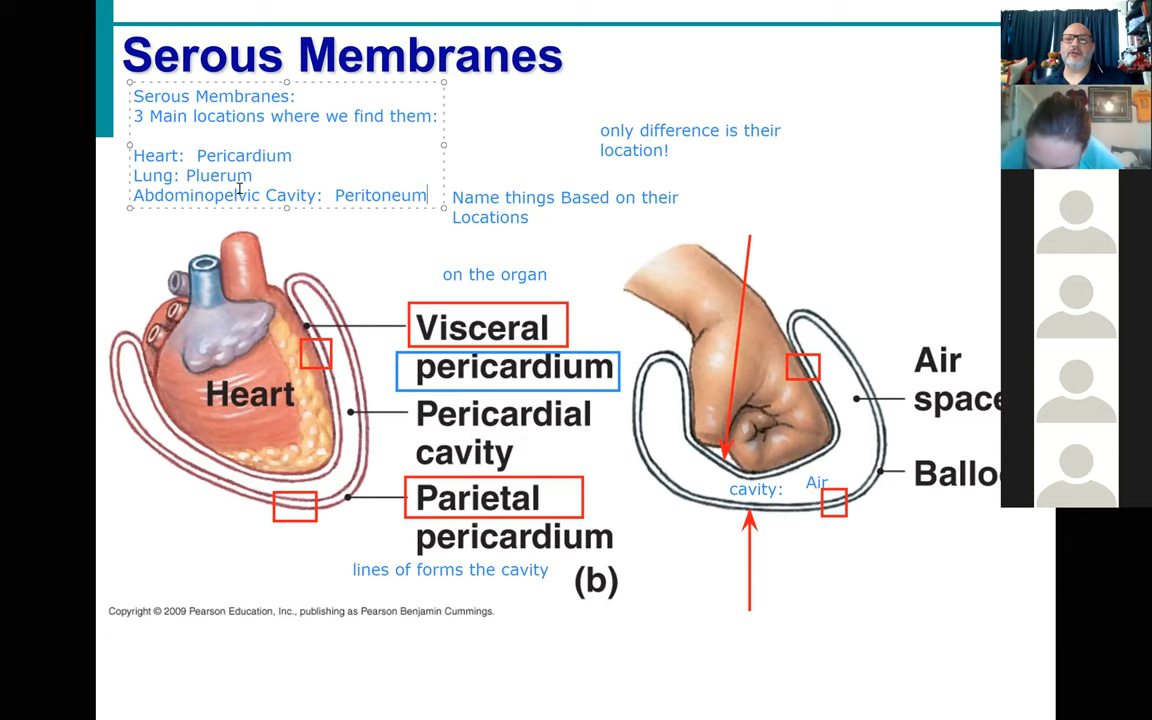 Serous Membranes
Serous Membranes:
3 Main locations where we find them:
Heart: Pericardium
Lung: Pluerum
Abdominopelvic Cavity: Peritoneum
only difference is their
location!
Name things Based on their
Locations
on the organ
Visceral
pericardium
Heart
Pericardial
cavity
Parietal
pericardium
lines of forms the cavity
(b)
Air
space
Balloo
cavity: Air
Copyright © 2009 Pearson Education, Inc., publishing as Pearson Benjamin Cummings.